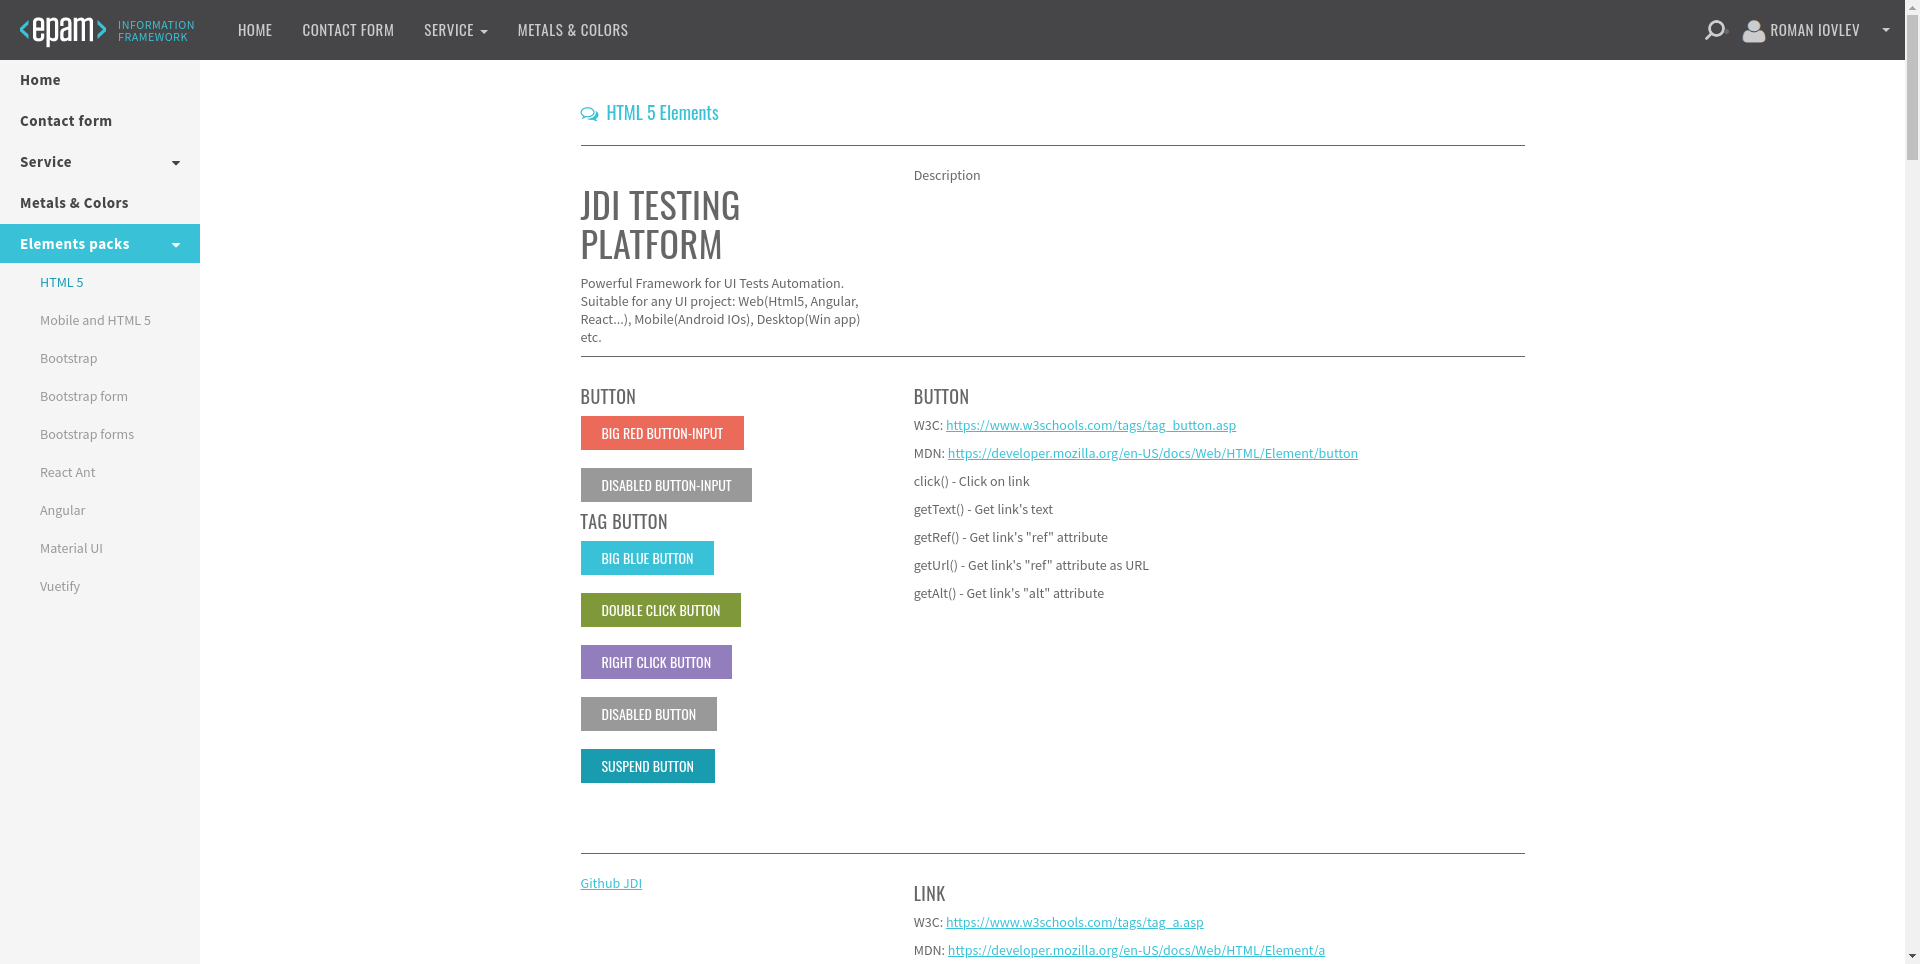 <epam>
INFORMATION
FRAMEWORK
HOME
CONTACT FORM
SERVICE
METALS & COLORS
ROMAN IOVLEV
Home
Contact form
Service
Metals & Colors
Elements packs
HTML 5
Mobile and HTML 5
Bootstrap
Bootstrap form
Bootstrap forms
React Ant
Angular
Material UI
Vuetify
HTML 5 Elements
JDI TESTING
PLATFORM
Powerful Framework for UI Tests Automation.
Suitable for any UI project: Web(Html5, Angular,
React...), Mobile(Android IOs), Desktop(Win app)
etc.
Description
BUTTON
BIG RED BUTTON-INPUT
DISABLED BUTTON-INPUT
TAG BUTTON
BIG BLUE BUTTON
DOUBLE CLICK BUTTON
RIGHT CLICK BUTTON
DISABLED BUTTON
SUSPEND BUTTON
BUTTON
W3C: https://www.w3schools.com/tags/tag_button.asp
MDN: https://developer.mozilla.org/en-US/docs/Web/HTML/Element/button
click() - Click on link
getText() - Get link's text
getRef() - Get link's "ref" attribute
getUrl() - Get link's "ref" attribute as URL
getAlt() - Get link's "alt" attribute
Github JDI
LINK
W3C: https://www.w3schools.com/tags/tag_a.asp
MDN: https://developer.mozilla.org/en-US/docs/Web/HTML/Element/a